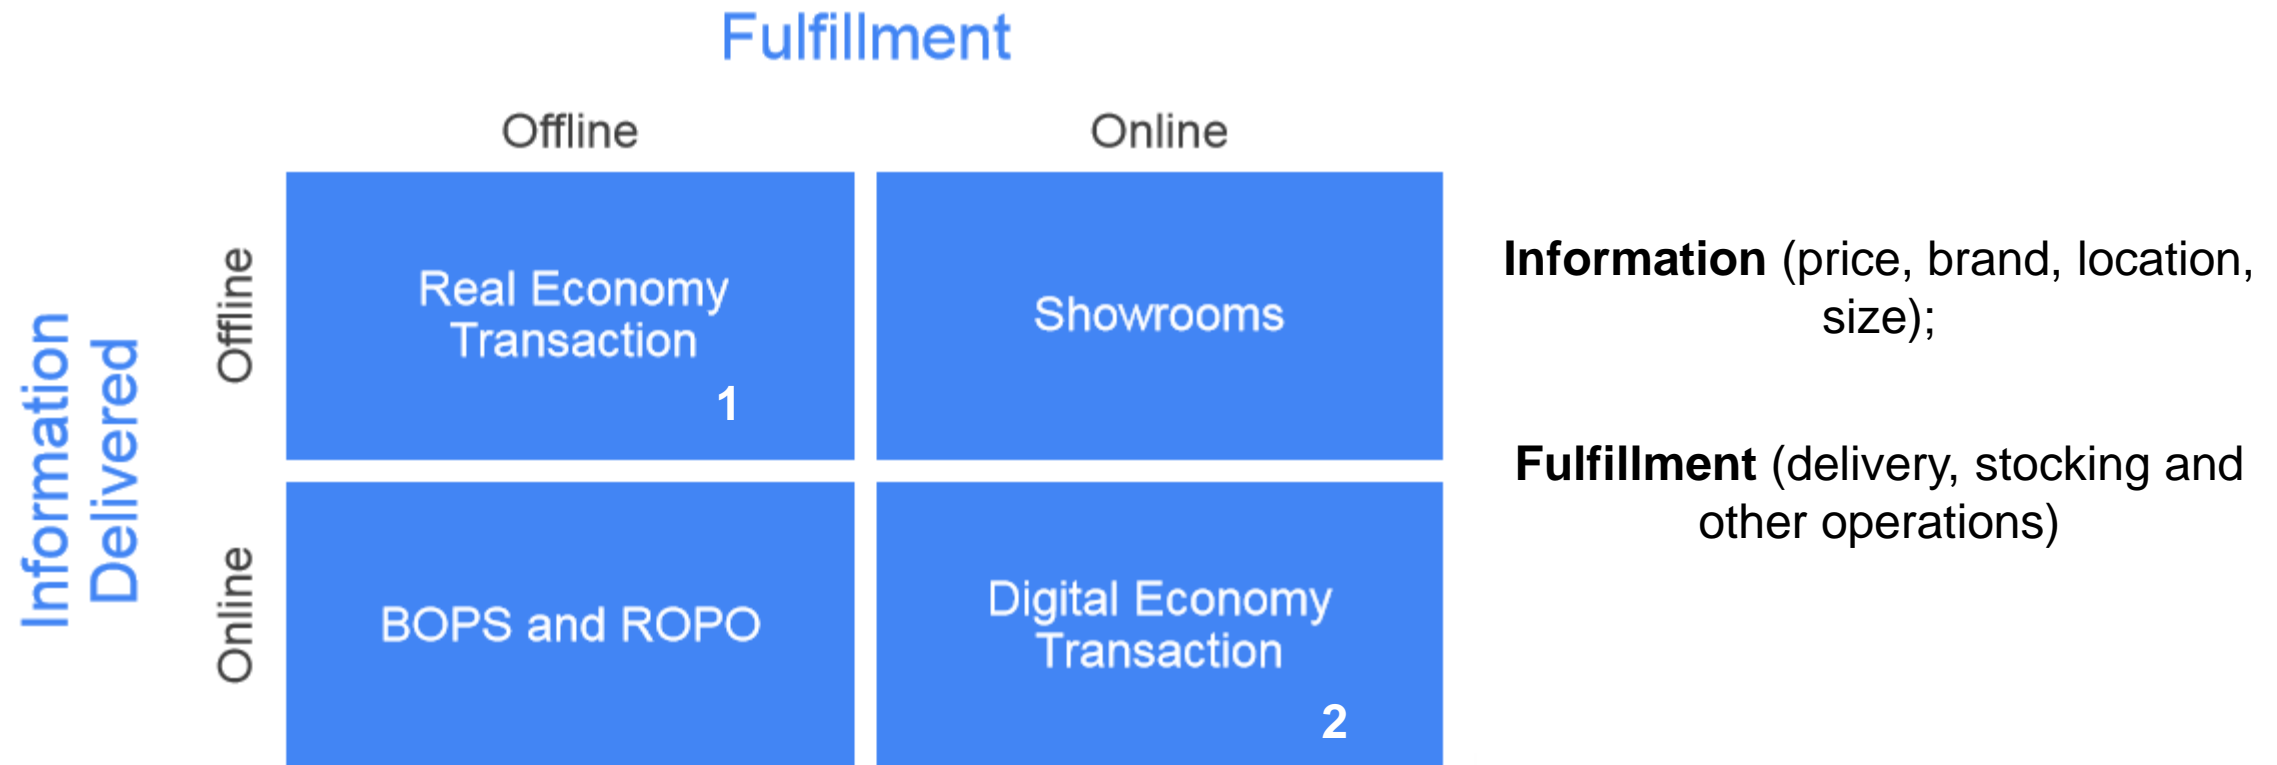 Fulfillment
Offline
Online
Information
Delivered
Offline
Real Economy
Transaction
1
Showrooms
Online
BOPS and ROPO
Digital Economy
Transaction
2
Information (price, brand, location,
size);
Fulfillment (delivery, stocking and
other operations)